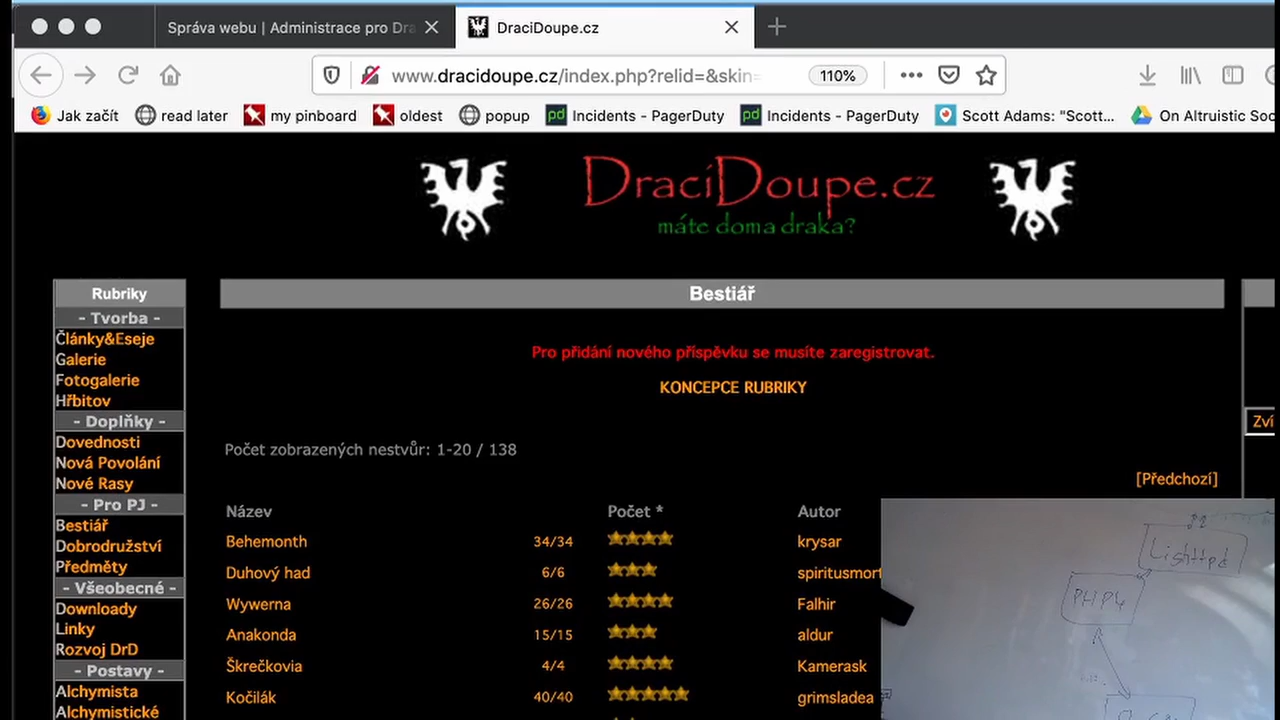 Správa webu | Administrace pro Dra
DraciDoupe.cz
www.dracidoupe.cz/index.php?relid=&skin=
110%
Jak začít
read later
my pinboard
oldest
popup
Incidents - PagerDuty
Incidents - PagerDuty
Scott Adams: "Scott...
On Altruistic Soc
DraciDoupe.cz
máte doma draka?
Rubriky
- Tvorba -
Články&Eseje
Galerie
Fotogalerie
Hřbitov
- Doplňky -
Dovednosti
Nová Povolání
Nové Rasy
- Pro PJ -
Bestiář
Dobrodružství
Předměty
- Všeobecné -
Downloady
Linky
Rozvoj DrD
- Postavy -
Alchymista
Alchymistické
Bestiář
Pro přidání nového příspěvku se musíte zaregistrovat.
KONCEPCE RUBRIKY
Počet zobrazených nestvůr: 1-20 / 138
[Předchozí]
Název Počet * Autor
Behemonth 34/34 krysar
Duhový had 6/6 spiritusmort
Wywerna 26/26 Falhir
Anakonda 15/15 aldur
Škrečkovia 4/4 Kamerask
Kočilák 40/40 grimsladea
Zví
Lighttpd
PHP4